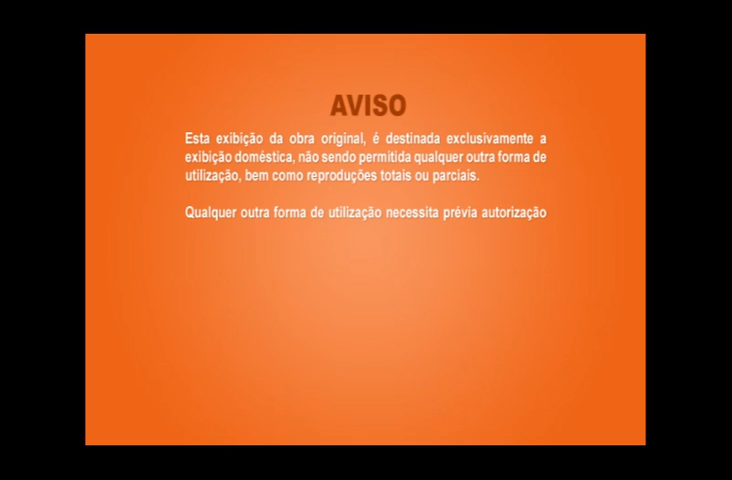 AVISO
Esta exibição da obra original, é destinada exclusivamente a
exibição doméstica, não sendo permitida qualquer outra forma de
utilização, bem como reproduções totais ou parciais.
Qualquer outra forma de utilização necessita prévia autorização